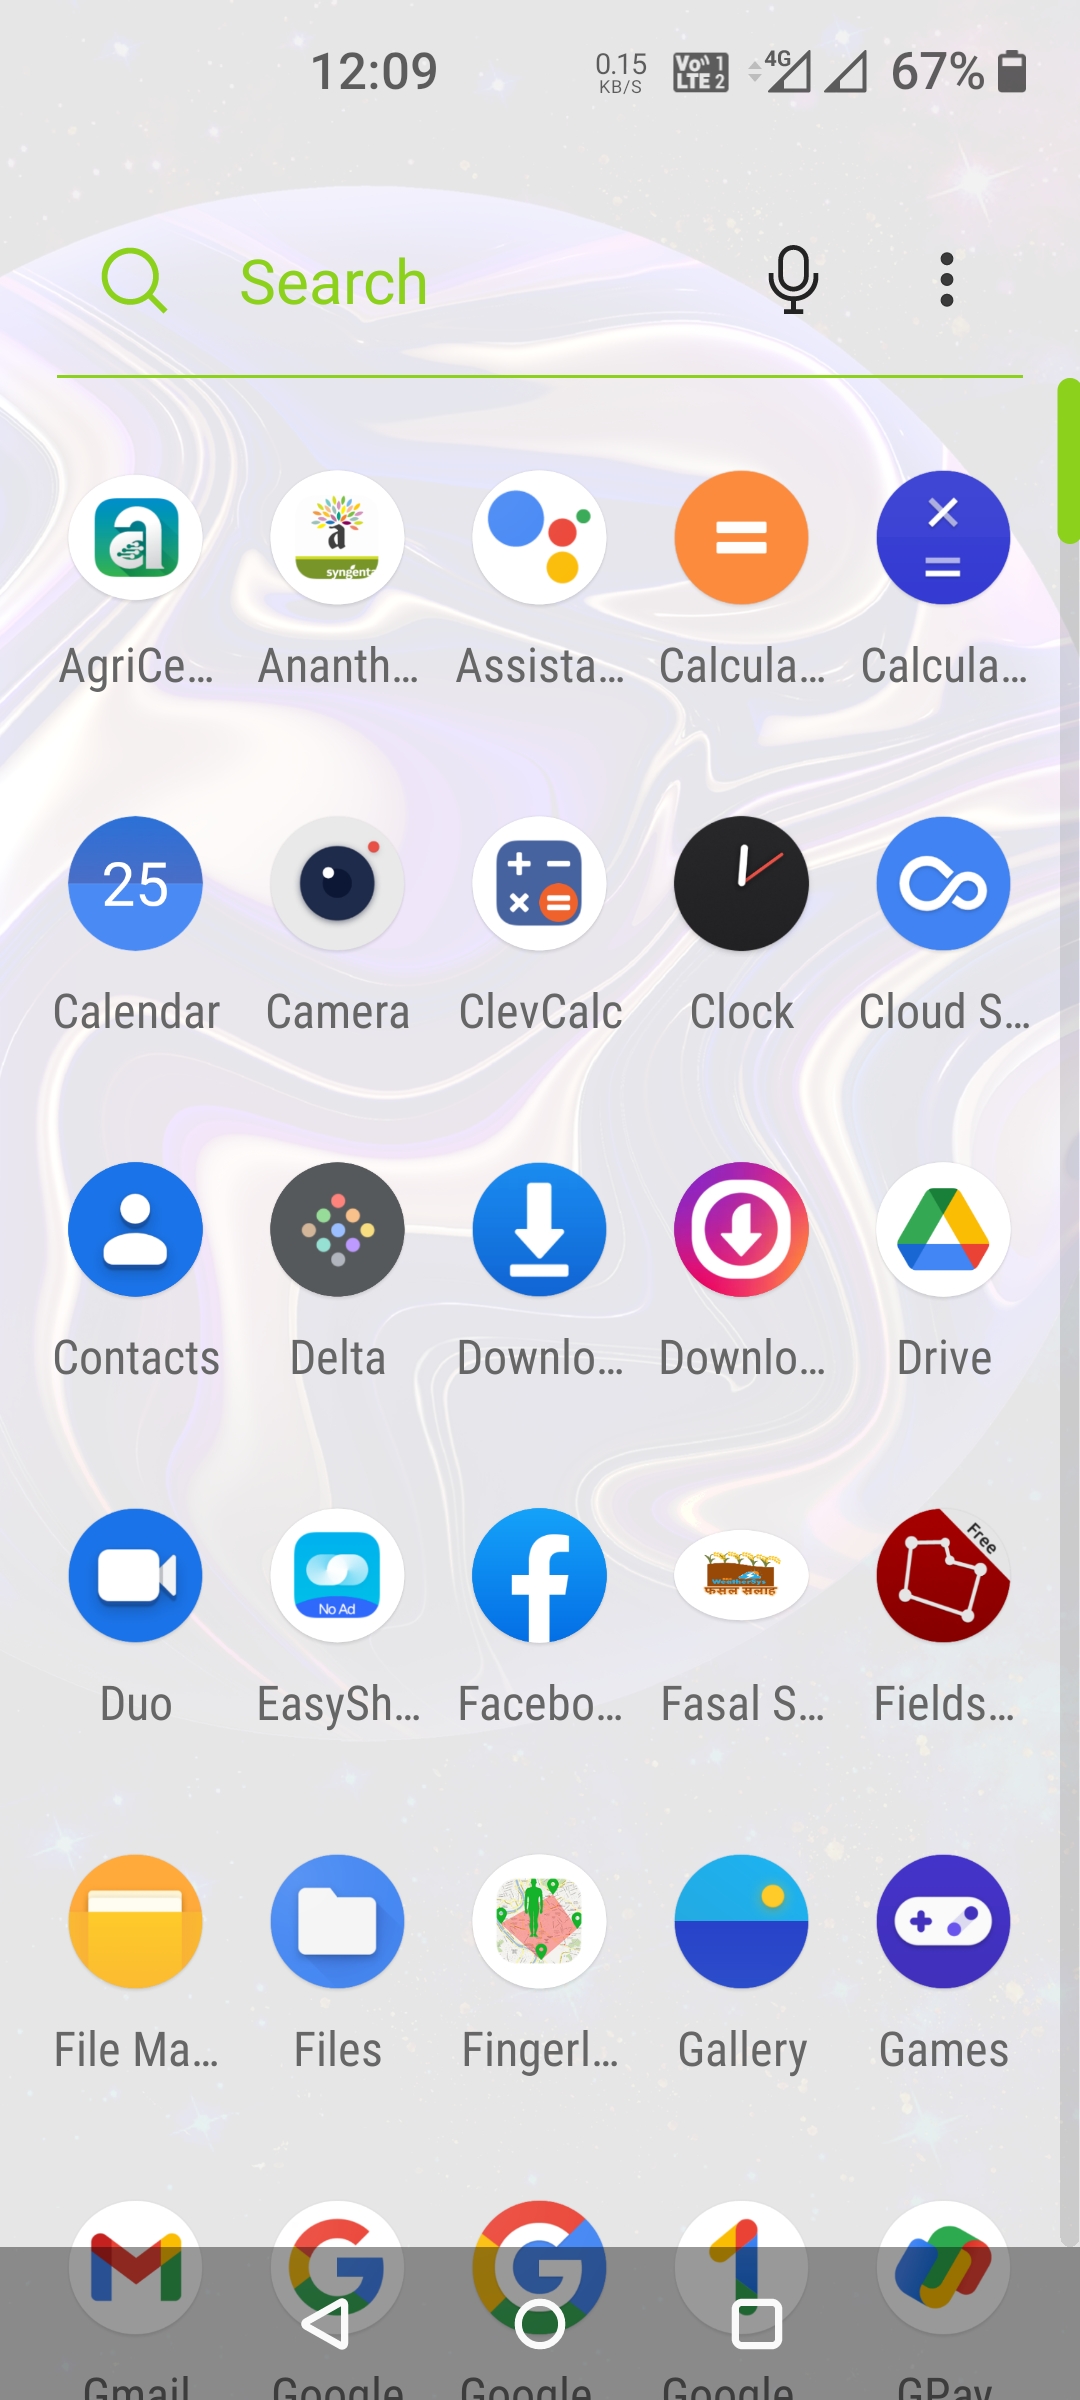 12:09 0.15 KB/S Vo)) 1 LTE 2 4G 67%
Search
a syngenta
AgriCe... Ananth... Assista... Calcula... Calcula...
25
Calendar Camera ClevCalc Clock Cloud S...
Contacts Delta Downlo... Downlo... Drive
No Ad फसल सलाह Free
Duo EasySh... Facebo... Fasal S... Fields...
File Ma... Files Fingerl... Gallery Games
Gmail Google Google Google GPay